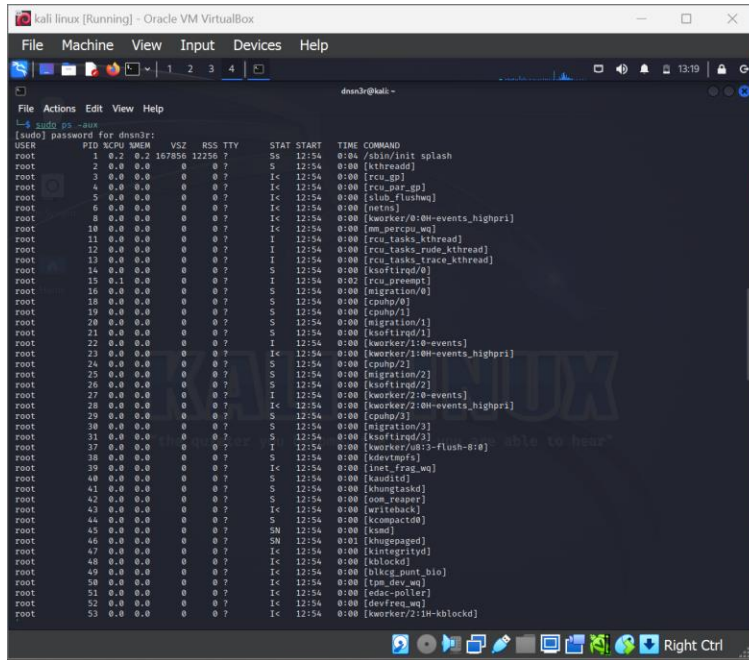 kali linux [Running] - Oracle VM VirtualBox
File Machine View Input Devices Help
1 2 3 4 13:19
dnsn3r@kali: ~
File Actions Edit View Help
$ sudo ps -aux
[sudo] password for dnsn3r:
USER PID %CPU %MEM VSZ RSS TTY STAT START TIME COMMAND
root 1 0.2 0.2 167856 12256 ? Ss 12:54 0:04 /sbin/init splash
root 2 0.0 0.0 0 0 ? S 12:54 0:00 [kthreadd]
root 3 0.0 0.0 0 0 ? I< 12:54 0:00 [rcu_gp]
root 4 0.0 0.0 0 0 ? I< 12:54 0:00 [rcu_par_gp]
root 5 0.0 0.0 0 0 ? I< 12:54 0:00 [slub_flushwq]
root 6 0.0 0.0 0 0 ? I< 12:54 0:00 [netns]
root 8 0.0 0.0 0 0 ? I< 12:54 0:00 [kworker/0:0H-events_highpri]
root 10 0.0 0.0 0 0 ? I< 12:54 0:00 [mm_percpu_wq]
root 11 0.0 0.0 0 0 ? I 12:54 0:00 [rcu_tasks_kthread]
root 12 0.0 0.0 0 0 ? I 12:54 0:00 [rcu_tasks_rude_kthread]
root 13 0.0 0.0 0 0 ? I 12:54 0:00 [rcu_tasks_trace_kthread]
root 14 0.0 0.0 0 0 ? S 12:54 0:00 [ksoftirqd/0]
root 15 0.1 0.0 0 0 ? I 12:54 0:02 [rcu_preempt]
root 16 0.0 0.0 0 0 ? S 12:54 0:00 [migration/0]
root 18 0.0 0.0 0 0 ? S 12:54 0:00 [cpuhp/0]
root 19 0.0 0.0 0 0 ? S 12:54 0:00 [cpuhp/1]
root 20 0.0 0.0 0 0 ? S 12:54 0:00 [migration/1]
root 21 0.0 0.0 0 0 ? S 12:54 0:00 [ksoftirqd/1]
root 22 0.0 0.0 0 0 ? I 12:54 0:00 [kworker/1:0-events]
root 23 0.0 0.0 0 0 ? I< 12:54 0:00 [kworker/1:0H-events_highpri]
root 24 0.0 0.0 0 0 ? S 12:54 0:00 [cpuhp/2]
root 25 0.0 0.0 0 0 ? S 12:54 0:00 [migration/2]
root 26 0.0 0.0 0 0 ? S 12:54 0:00 [ksoftirqd/2]
root 27 0.0 0.0 0 0 ? I 12:54 0:00 [kworker/2:0-events]
root 28 0.0 0.0 0 0 ? I< 12:54 0:00 [kworker/2:0H-events_highpri]
root 29 0.0 0.0 0 0 ? S 12:54 0:00 [cpuhp/3]
root 30 0.0 0.0 0 0 ? S 12:54 0:00 [migration/3]
root 31 0.0 0.0 0 0 ? S 12:54 0:00 [ksoftirqd/3]
root 37 0.0 0.0 0 0 ? I 12:54 0:00 [kworker/u8:3-flush-8:0]
root 38 0.0 0.0 0 0 ? S 12:54 0:00 [kdevtmpfs]
root 39 0.0 0.0 0 0 ? I< 12:54 0:00 [inet_frag_wq]
root 40 0.0 0.0 0 0 ? S 12:54 0:00 [kauditd]
root 41 0.0 0.0 0 0 ? S 12:54 0:00 [khungtaskd]
root 42 0.0 0.0 0 0 ? S 12:54 0:00 [oom_reaper]
root 43 0.0 0.0 0 0 ? I< 12:54 0:00 [writeback]
root 44 0.0 0.0 0 0 ? S 12:54 0:00 [kcompactd0]
root 45 0.0 0.0 0 0 ? SN 12:54 0:00 [ksmd]
root 46 0.0 0.0 0 0 ? SN 12:54 0:01 [khugepaged]
root 47 0.0 0.0 0 0 ? I< 12:54 0:00 [kintegrityd]
root 48 0.0 0.0 0 0 ? I< 12:54 0:00 [kblockd]
root 49 0.0 0.0 0 0 ? I< 12:54 0:00 [blkcg_punt_bio]
root 50 0.0 0.0 0 0 ? I< 12:54 0:00 [tpm_dev_wq]
root 51 0.0 0.0 0 0 ? I< 12:54 0:00 [edac-poller]
root 52 0.0 0.0 0 0 ? I< 12:54 0:00 [devfreq_wq]
root 53 0.0 0.0 0 0 ? I< 12:54 0:00 [kworker/2:1H-kblockd]
KALI LINUX
Right Ctrl